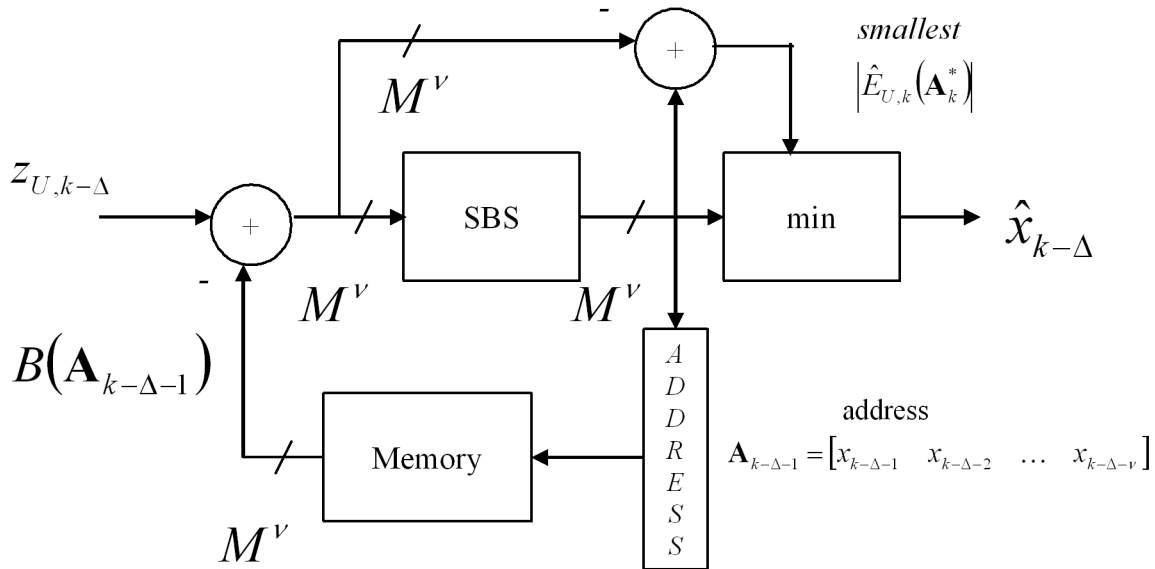 -
smallest
|Ê_{U,k}(𝐀*_k)|
M^ν
+
z_{U,k−Δ}
+
SBS
min
x̂_{k−Δ}
-
M^ν
M^ν
B(𝐀_{k−Δ−1})
A
D
D
R
E
S
S
Memory
address
𝐀_{k−Δ−1} = [x_{k−Δ−1} x_{k−Δ−2} … x_{k−Δ−ν}]
M^ν